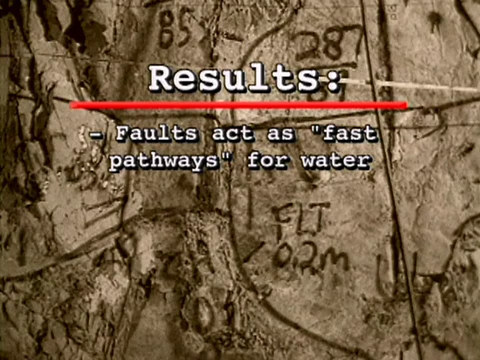 85
287
Results:
- Faults act as "fast
pathways" for water
FLT
0.2m